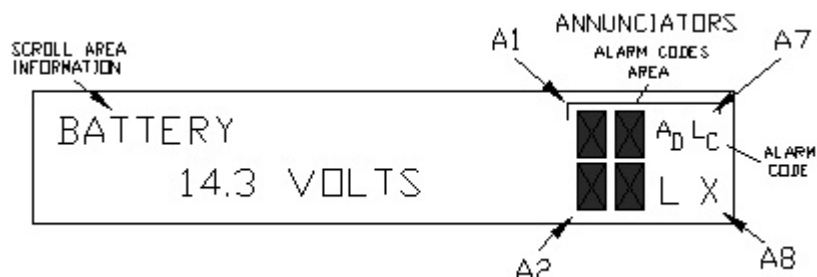 ANNUNCIATORS
A1
ALARM CODES
AREA
A7
SCROLL AREA
INFORMATION
BATTERY
AD LC
ALARM
CODE
14.3 VOLTS
L X
A2
A8